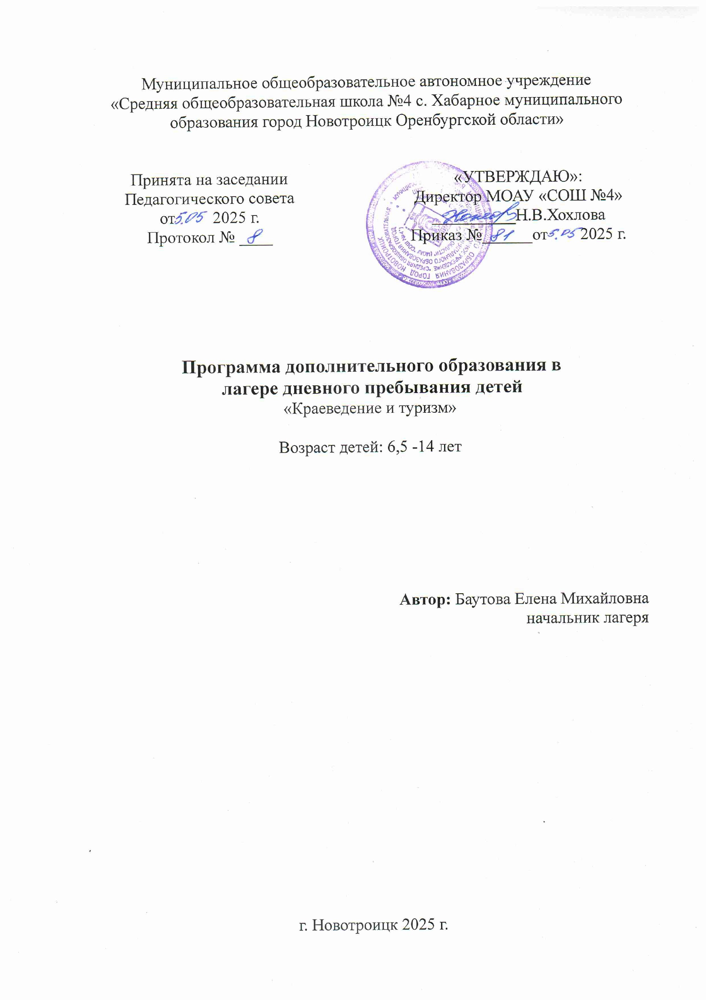 Муниципальное общеобразовательное автономное учреждение
«Средняя общеобразовательная школа №4 с. Хабарное муниципального
образования город Новотроицк Оренбургской области»
Принята на заседании
Педагогического совета
от 5.05 2025 г.
Протокол № 8
«УТВЕРЖДАЮ»:
Директор МОАУ «СОШ №4»
Н.В.Хохлова
Приказ № 81 от 5.05 2025 г.
Программа дополнительного образования в
лагере дневного пребывания детей
«Краеведение и туризм»
Возраст детей: 6,5 -14 лет
Автор: Баутова Елена Михайловна
начальник лагеря
г. Новотроицк 2025 г.